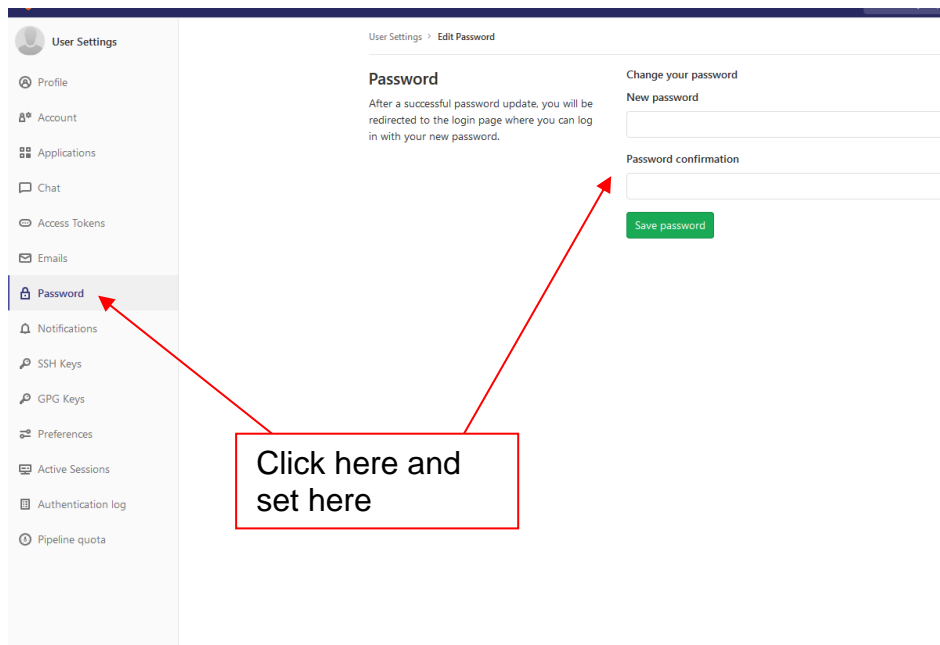 User Settings
Profile
Account
Applications
Chat
Access Tokens
Emails
Password
Notifications
SSH Keys
GPG Keys
Preferences
Active Sessions
Authentication log
Pipeline quota
User Settings > Edit Password
Password
After a successful password update, you will be
redirected to the login page where you can log
in with your new password.
Change your password
New password
Password confirmation
Save password
Click here and
set here